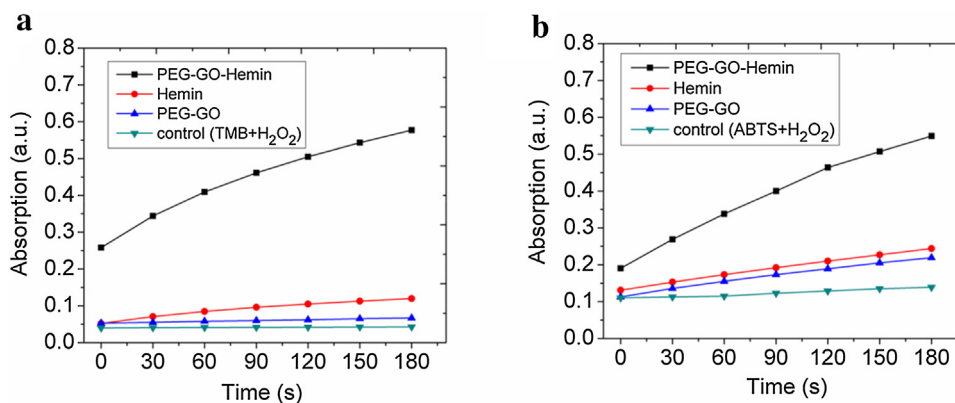 a
0.8
0.7
0.6
0.5
0.4
0.3
0.2
0.1
0.0
Absorption (a.u.)
PEG-GO-Hemin
Hemin
PEG-GO
control (TMB+H₂O₂)
0 30 60 90 120 150 180
Time (s)
b
0.8
0.7
0.6
0.5
0.4
0.3
0.2
0.1
0.0
Absorption (a.u.)
PEG-GO-Hemin
Hemin
PEG-GO
control (ABTS+H₂O₂)
0 30 60 90 120 150 180
Time (s)